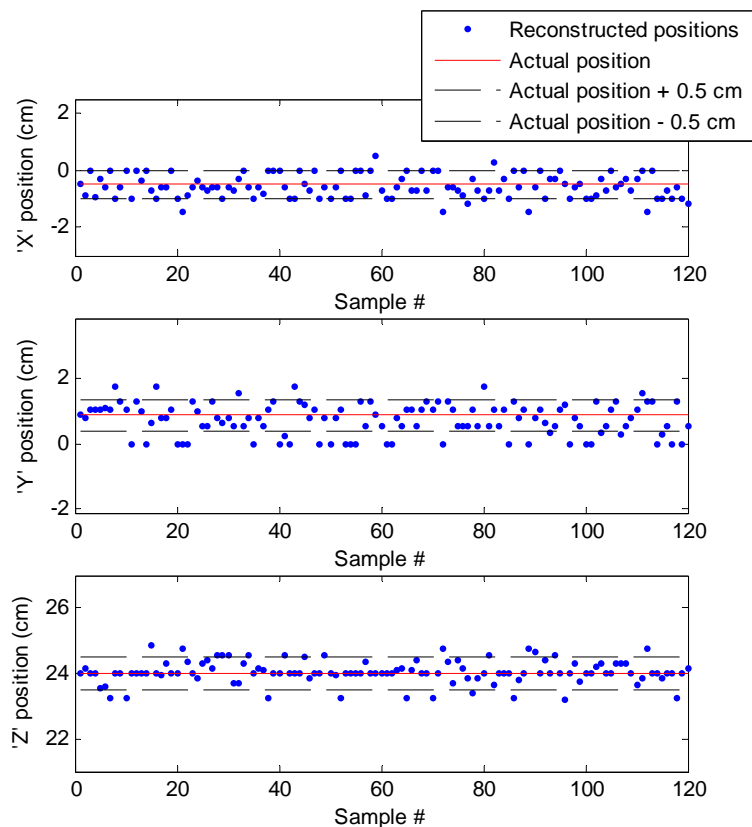 Reconstructed positions
Actual position
Actual position + 0.5 cm
Actual position - 0.5 cm
'X' position (cm)
2
0
-2
0 20 40 60 80 100 120
Sample #
'Y' position (cm)
2
0
-2
0 20 40 60 80 100 120
Sample #
'Z' position (cm)
26
24
22
0 20 40 60 80 100 120
Sample #